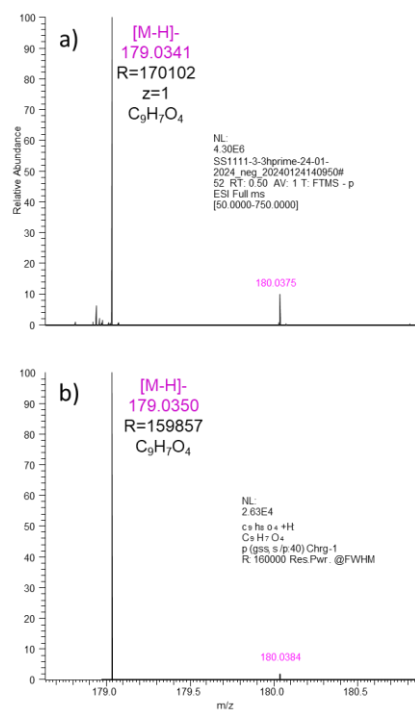 a)
[M-H]-
179.0341
R=170102
z=1
C₉H₇O₄
NL:
4.30E6
SS1111-3-3hprime-24-01-
2024_neg_20240124140950#
52 RT: 0.50 AV: 1 T: FTMS - p
ESI Full ms
[50.0000-750.0000]
180.0375
Relative Abundance
100
90
80
70
60
50
40
30
20
10
0
b)
[M-H]-
179.0350
R=159857
C₉H₇O₄
NL:
2.63E4
c₉ h₈ o₄ +H:
C₉ H₇ O₄
p (gss, s /p:40) Chrg-1
R: 160000 Res.Pwr. @FWHM
180.0384
100
90
80
70
60
50
40
30
20
10
0
179.0
179.5
180.0
180.5
m/z